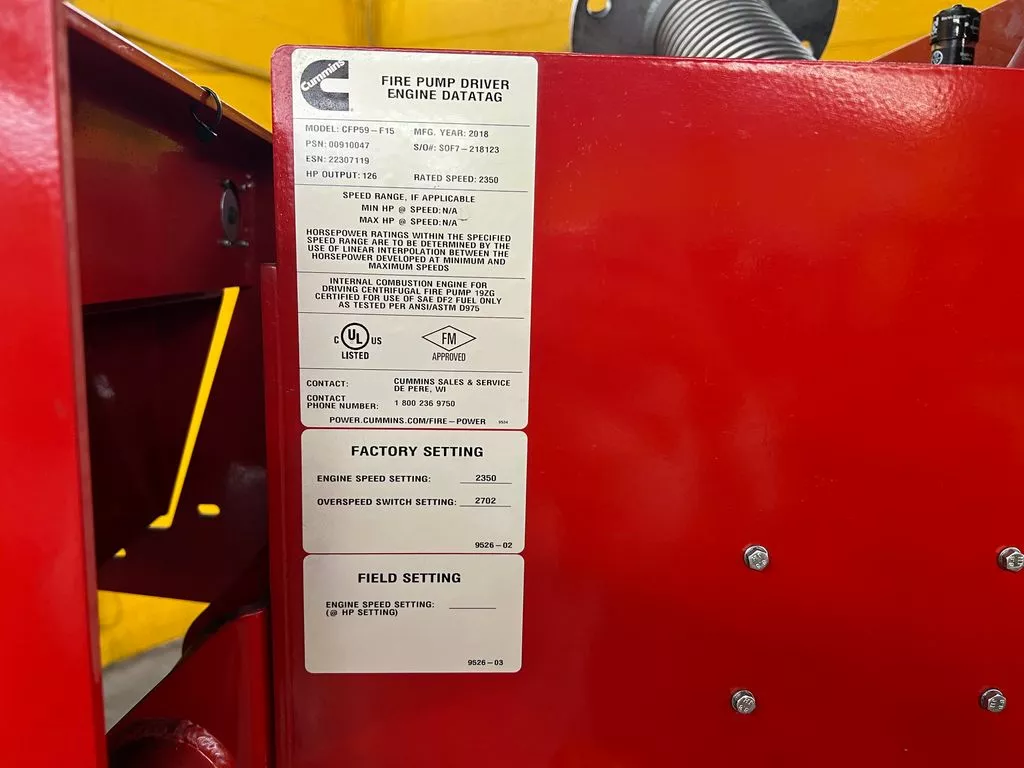 cummins
FIRE PUMP DRIVER
ENGINE DATATAG
MODEL: CFP59-F15 MFG. YEAR: 2018
PSN: 00910047 S/O#: SOF7-218123
ESN: 22307119
HP OUTPUT: 126 RATED SPEED: 2350
SPEED RANGE, IF APPLICABLE
MIN HP @ SPEED: N/A
MAX HP @ SPEED: N/A
HORSEPOWER RATINGS WITHIN THE SPECIFIED
SPEED RANGE ARE TO BE DETERMINED BY THE
USE OF LINEAR INTERPOLATION BETWEEN THE
HORSEPOWER DEVELOPED AT MINIMUM AND
MAXIMUM SPEEDS
INTERNAL COMBUSTION ENGINE FOR
DRIVING CENTRIFUGAL FIRE PUMP 19ZG
CERTIFIED FOR USE OF SAE DF2 FUEL ONLY
AS TESTED PER ANSI/ASTM D975
C UL US
LISTED
FM
APPROVED
CONTACT: CUMMINS SALES & SERVICE
DE PERE, WI
CONTACT
PHONE NUMBER: 1 800 236 9750
POWER.CUMMINS.COM/FIRE-POWER
FACTORY SETTING
ENGINE SPEED SETTING: 2350
OVERSPEED SWITCH SETTING: 2702
9526-02
FIELD SETTING
ENGINE SPEED SETTING:
(@ HP SETTING)
9526-03